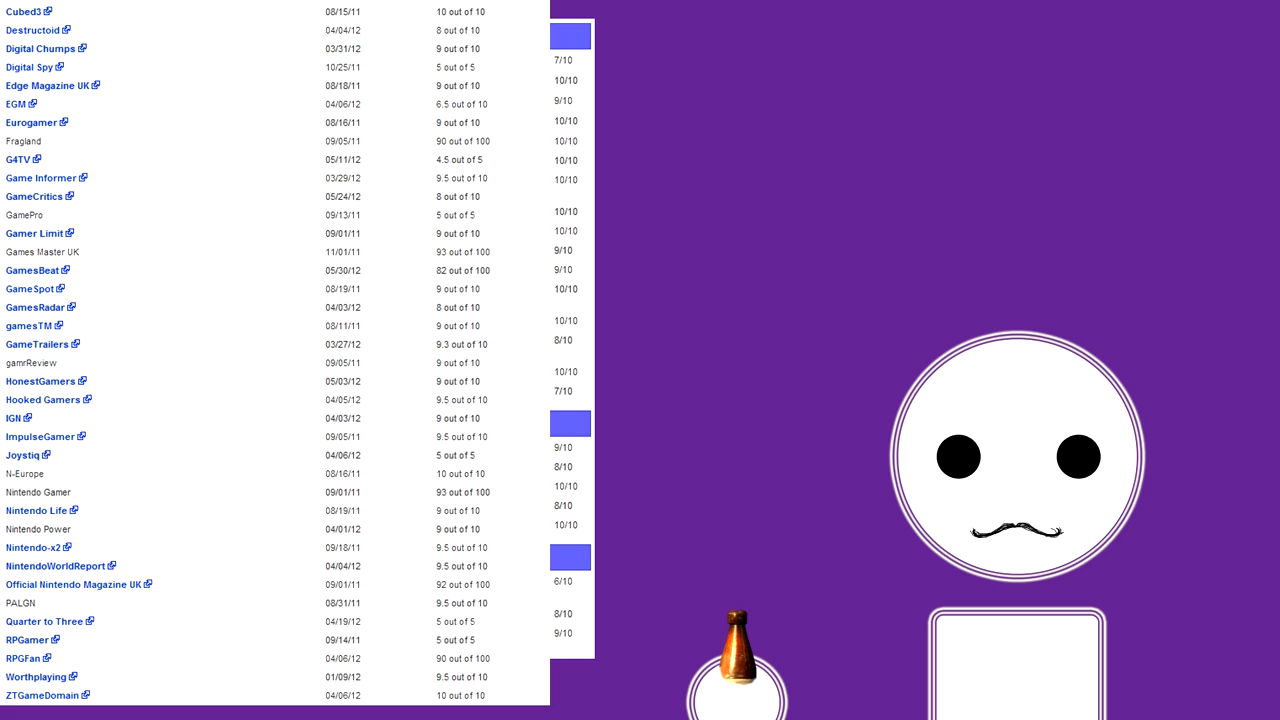 Cubed3 08/15/11 10 out of 10
Destructoid 04/04/12 8 out of 10
Digital Chumps 03/31/12 9 out of 10
Digital Spy 10/25/11 5 out of 5
Edge Magazine UK 08/18/11 9 out of 10
EGM 04/06/12 6.5 out of 10
Eurogamer 08/16/11 9 out of 10
Fragland 09/05/11 90 out of 100
G4TV 05/11/12 4.5 out of 5
Game Informer 03/29/12 9.5 out of 10
GameCritics 05/24/12 8 out of 10
GamePro 09/13/11 5 out of 5
Gamer Limit 09/01/11 9 out of 10
Games Master UK 11/01/11 93 out of 100
GamesBeat 05/30/12 82 out of 100
GameSpot 08/19/11 9 out of 10
GamesRadar 04/03/12 8 out of 10
gamesTM 08/11/11 9 out of 10
GameTrailers 03/27/12 9.3 out of 10
gamrReview 09/05/11 9 out of 10
HonestGamers 05/03/12 9 out of 10
Hooked Gamers 04/05/12 9.5 out of 10
IGN 04/03/12 9 out of 10
ImpulseGamer 09/05/11 9.5 out of 10
Joystiq 04/06/12 5 out of 5
N-Europe 08/16/11 10 out of 10
Nintendo Gamer 09/01/11 93 out of 100
Nintendo Life 08/19/11 9 out of 10
Nintendo Power 04/01/12 9 out of 10
Nintendo-x2 09/18/11 9.5 out of 10
NintendoWorldReport 04/04/12 9.5 out of 10
Official Nintendo Magazine UK 09/01/11 92 out of 100
PALGN 08/31/11 9.5 out of 10
Quarter to Three 04/19/12 5 out of 5
RPGamer 09/14/11 5 out of 5
RPGFan 04/06/12 90 out of 100
Worthplaying 01/09/12 9.5 out of 10
ZTGameDomain 04/06/12 10 out of 10
7/10
10/10
9/10
10/10
10/10
10/10
10/10
10/10
10/10
9/10
9/10
10/10
10/10
8/10
10/10
7/10
9/10
8/10
10/10
8/10
10/10
6/10
8/10
9/10